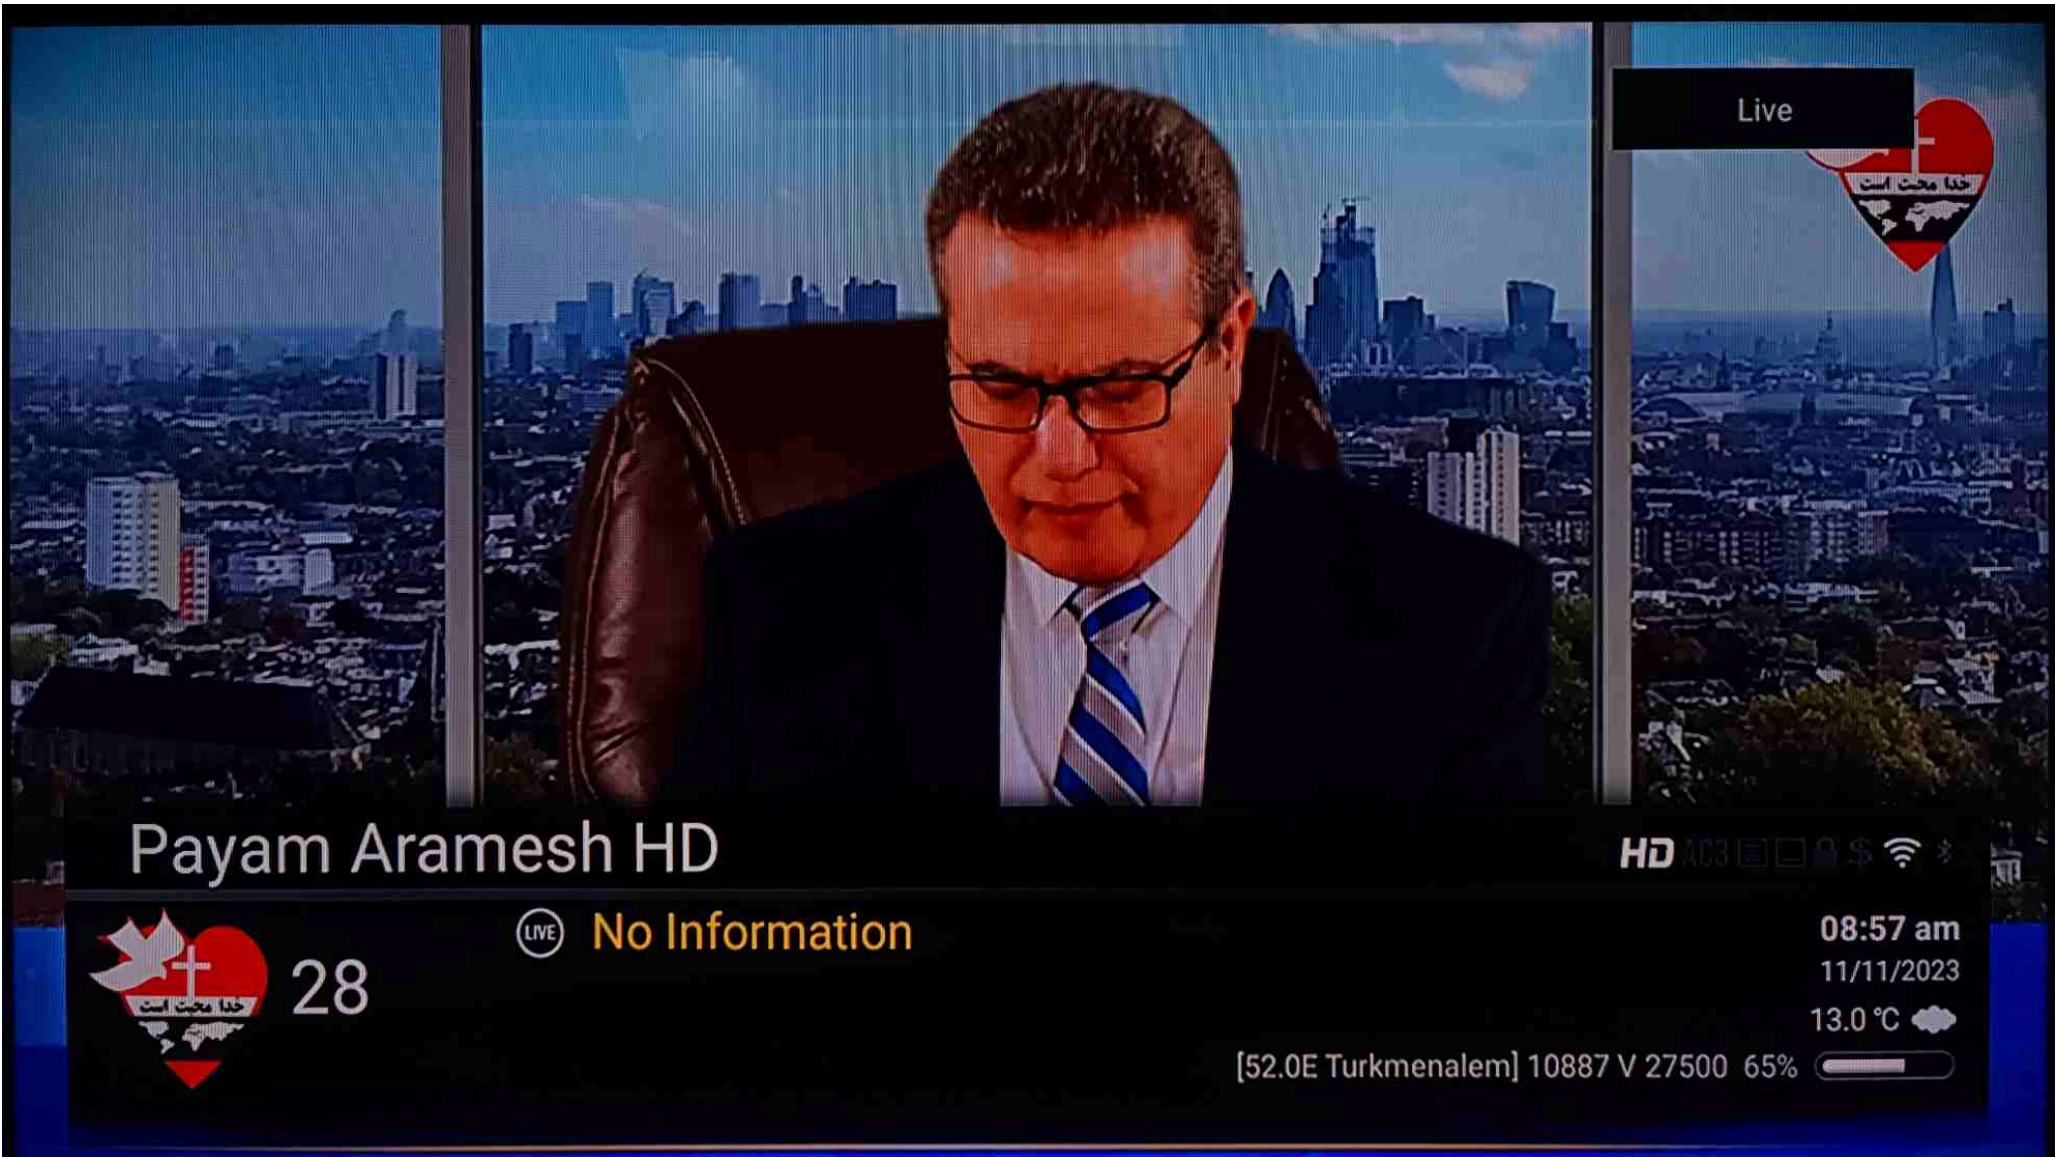 Live
خدا محبت است
Payam Aramesh HD
HD AC3 $
LIVE No Information
28
خدا محبت است
08:57 am
11/11/2023
13.0 °C
[52.0E Turkmenalem] 10887 V 27500 65%